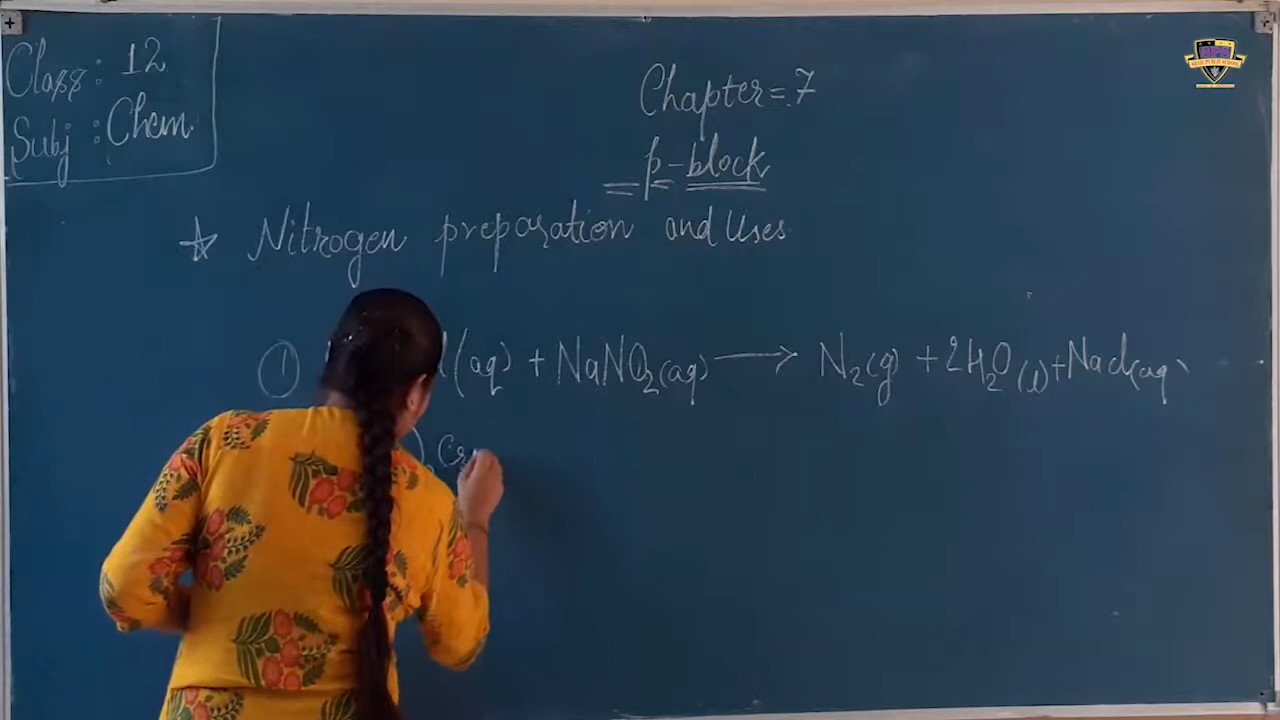 Class: 12
Subj: Chem.
Chapter = 7
p-block
Nitrogen preparation and Uses
① (aq) + NaNO₂(aq) ⟶ N₂(g) + 2H₂O(l) + NaCl(aq)
)₂Cr